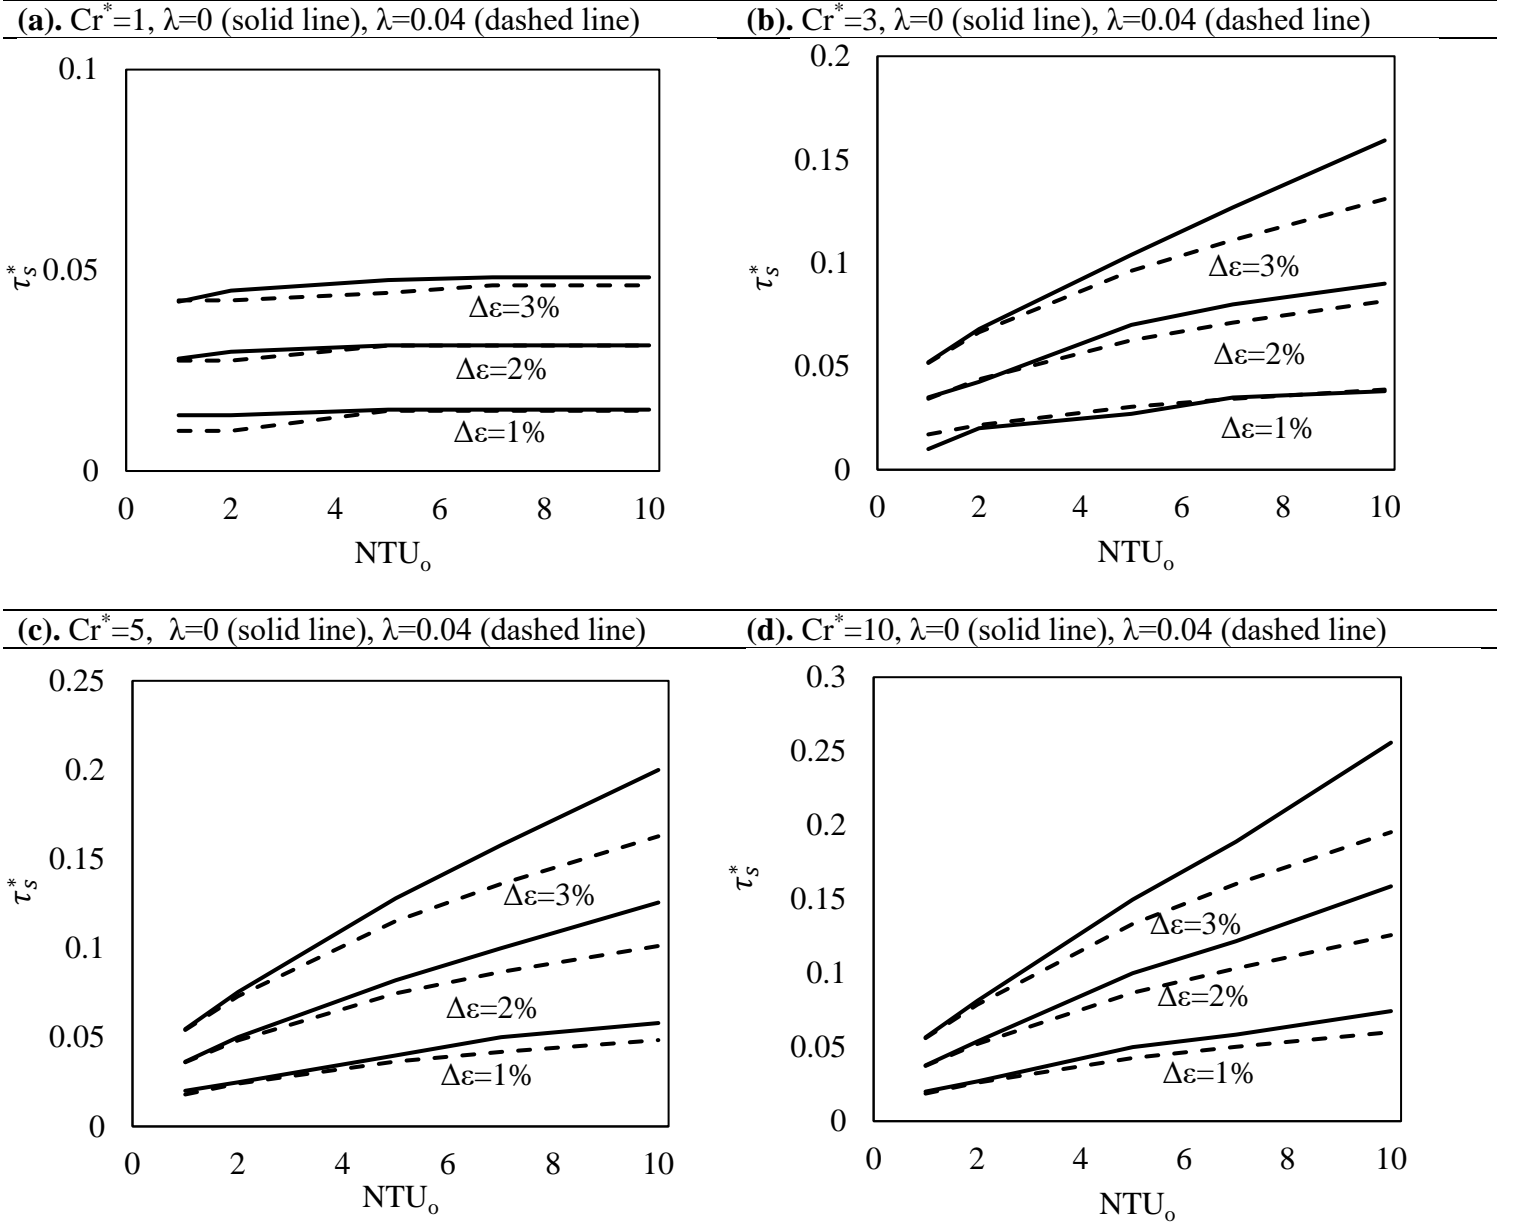 (a). Cr*=1, λ=0 (solid line), λ=0.04 (dashed line)
0.1
0.05
0
τs*
Δε=3%
Δε=2%
Δε=1%
0 2 4 6 8 10
NTUo
(b). Cr*=3, λ=0 (solid line), λ=0.04 (dashed line)
0.2
0.15
0.1
0.05
0
τs*
Δε=3%
Δε=2%
Δε=1%
0 2 4 6 8 10
NTUo
(c). Cr*=5, λ=0 (solid line), λ=0.04 (dashed line)
0.25
0.2
0.15
0.1
0.05
0
τs*
Δε=3%
Δε=2%
Δε=1%
0 2 4 6 8 10
NTUo
(d). Cr*=10, λ=0 (solid line), λ=0.04 (dashed line)
0.3
0.25
0.2
0.15
0.1
0.05
0
τs*
Δε=3%
Δε=2%
Δε=1%
0 2 4 6 8 10
NTUo